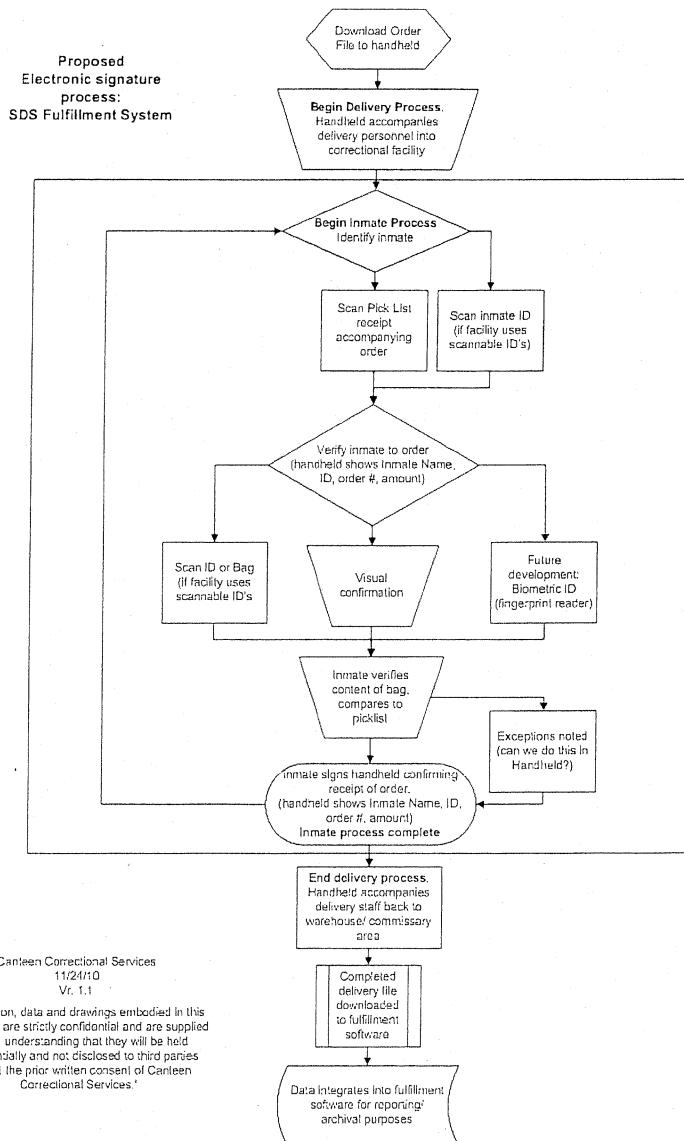 Download Order
File to handheld
Proposed
Electronic signature
process:
SDS Fulfillment System
Begin Delivery Process.
Handheld accompanies
delivery personnel into
correctional facility
Begin Inmate Process
Identify inmate
Scan Pick List
receipt
accompanying
order
Scan inmate ID
(if facility uses
scannable ID's)
Verify inmate to order
(handheld shows Inmate Name,
ID, order #, amount)
Scan ID or Bag
(if facility uses
scannable ID's
Visual
confirmation
Future
development:
Biometric ID
(fingerprint reader)
Inmate verifies
content of bag,
compares to
picklist
Exceptions noted
(can we do this in
Handheld?)
Inmate signs handheld confirming
receipt of order.
(handheld shows Inmate Name, ID,
order #, amount)
Inmate process complete
End delivery process.
Handheld accompanies
delivery staff back to
warehouse/ commissary
area
Canteen Correctional Services
11/24/10
Vr. 1.1
on, data and drawings embodied in this
are strictly confidential and are supplied
understanding that they will be held
ntially and not disclosed to third parties
the prior written consent of Canteen
Correctional Services."
Completed
delivery file
downloaded
to fulfillment
software
Data integrates into fulfillment
software for reporting/
archival purposes